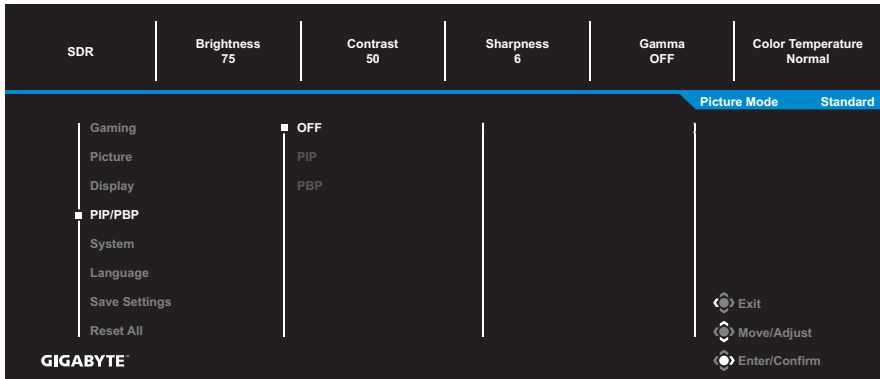 SDR
Brightness
75
Contrast
50
Sharpness
6
Gamma
OFF
Color Temperature
Normal
Picture Mode Standard
Gaming
Picture
Display
PIP/PBP
System
Language
Save Settings
Reset All
OFF
PIP
PBP
Exit
Move/Adjust
Enter/Confirm
GIGABYTE™